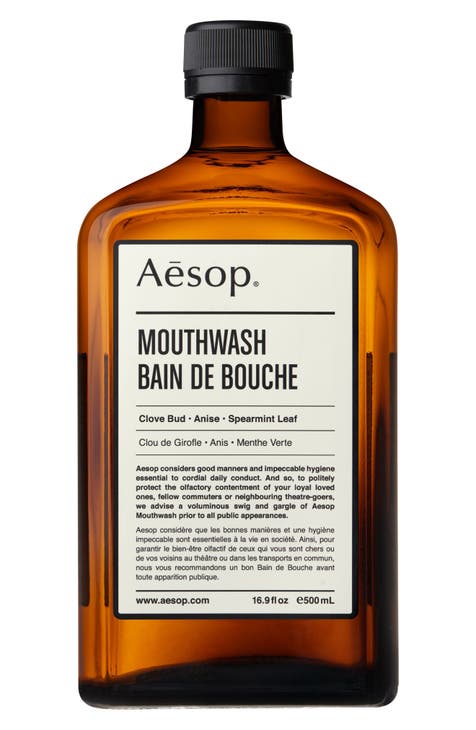 Aēsop®
MOUTHWASH
BAIN DE BOUCHE
Clove Bud • Anise • Spearmint Leaf
Clou de Girofle • Anis • Menthe Verte
Aesop considers good manners and impeccable hygiene
essential to cordial daily conduct. And so, to politely
protect the olfactory contentment of your loyal loved
ones, fellow commuters or neighbouring theatre-goers,
we advise a voluminous swig and gargle of Aesop
Mouthwash prior to all public appearances.
Aesop considère que les bonnes manières et une hygiène
impeccable sont essentielles à la vie en société. Ainsi, pour
garantir le bien-être olfactif de ceux qui vous sont chers ou
de vos voisins au théâtre ou dans les transports en commun,
nous vous recommandons un bon Bain de Bouche avant
toute apparition publique.
www.aesop.com 16.9 fl oz ℮500 mL